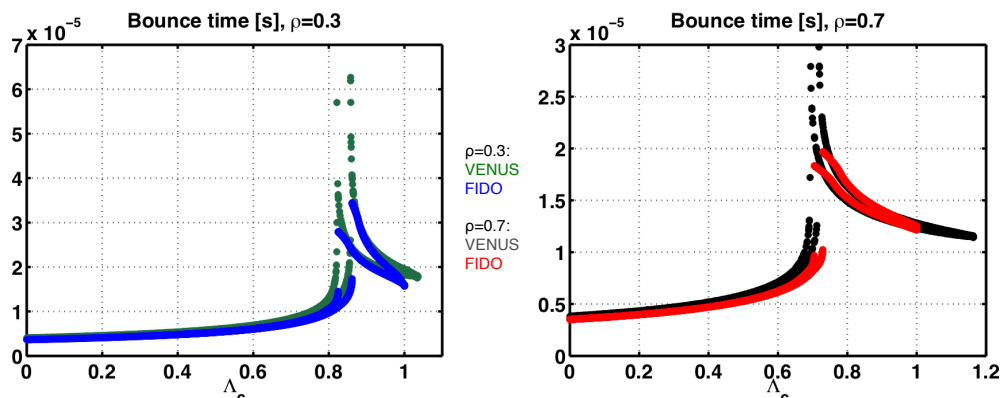 Bounce time [s], ρ=0.3
x 10⁻⁵
7
6
5
4
3
2
1
0
0 0.2 0.4 0.6 0.8 1
Λc
ρ=0.3:
VENUS
FIDO
ρ=0.7:
VENUS
FIDO
Bounce time [s], ρ=0.7
x 10⁻⁵
3
2.5
2
1.5
1
0.5
0
0 0.2 0.4 0.6 0.8 1 1.2
Λc